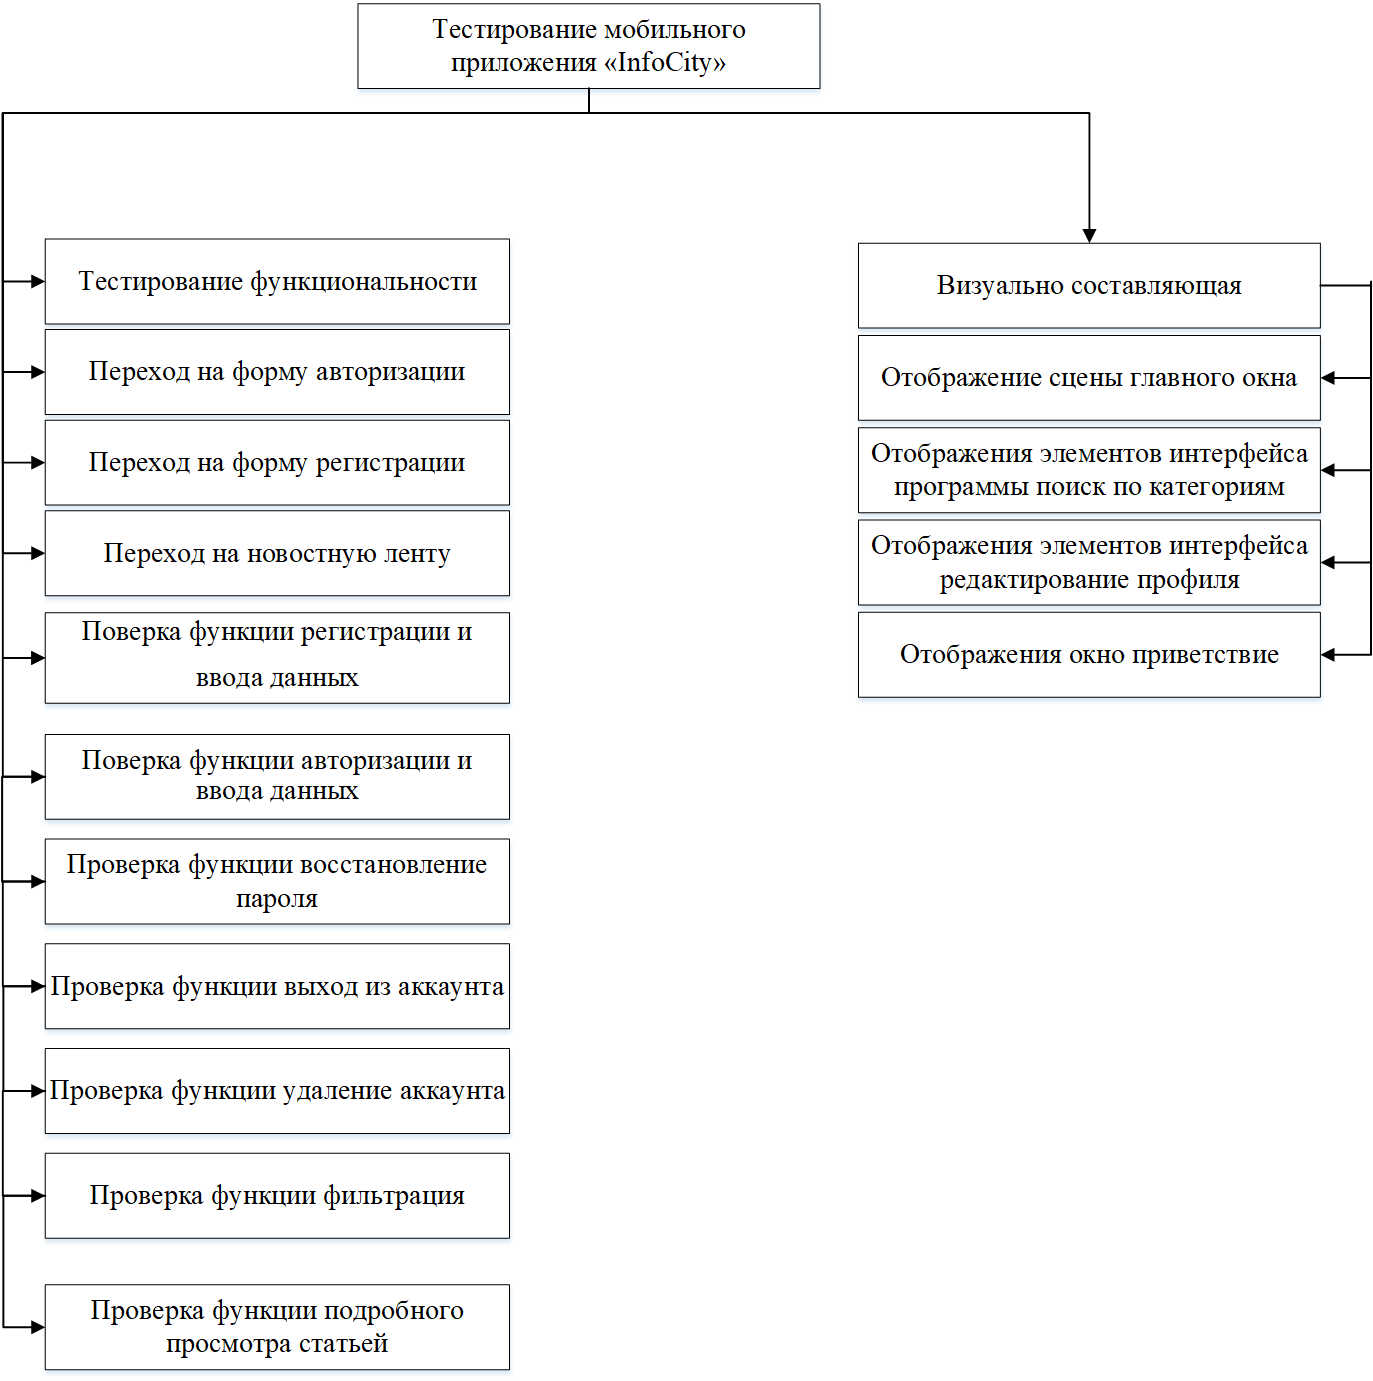 Тестирование мобильного
приложения «InfoCity»
Тестирование функциональности
Переход на форму авторизации
Переход на форму регистрации
Переход на новостную ленту
Поверка функции регистрации и
ввода данных
Поверка функции авторизации и
ввода данных
Проверка функции восстановление
пароля
Проверка функции выход из аккаунта
Проверка функции удаление аккаунта
Проверка функции фильтрация
Проверка функции подробного
просмотра статьей
Визуально составляющая
Отображение сцены главного окна
Отображения элементов интерфейса
программы поиск по категориям
Отображения элементов интерфейса
редактирование профиля
Отображения окно приветствие